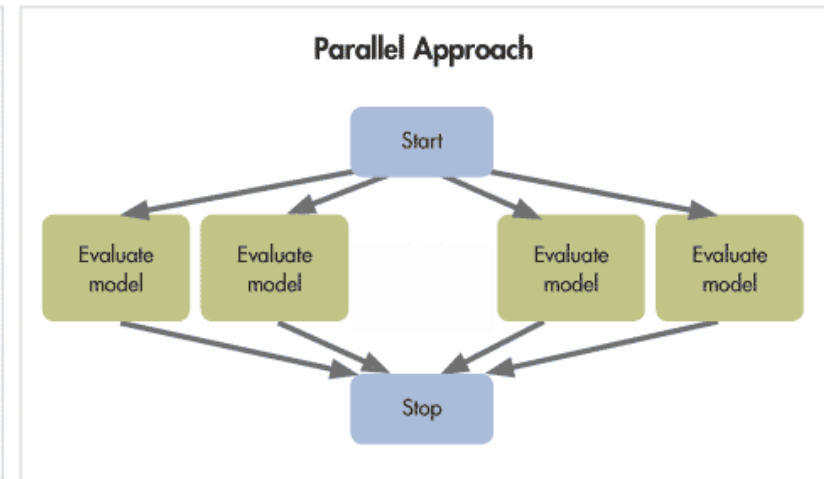 Parallel Approach
Start
Evaluate
model
Evaluate
model
Evaluate
model
Evaluate
model
Stop